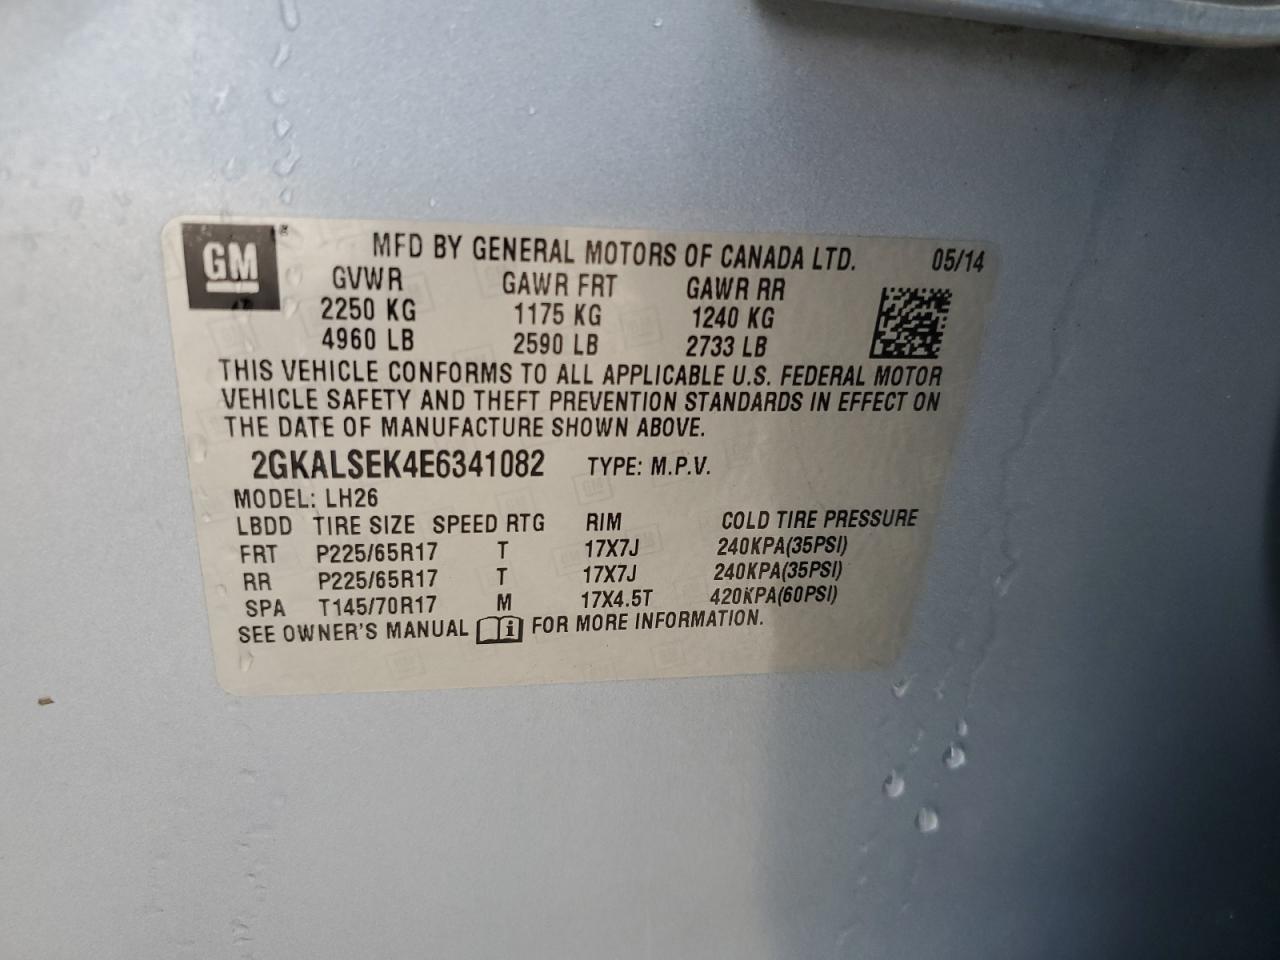 GM
MFD BY GENERAL MOTORS OF CANADA LTD. 05/14
GVWR GAWR FRT GAWR RR
2250 KG 1175 KG 1240 KG
4960 LB 2590 LB 2733 LB
THIS VEHICLE CONFORMS TO ALL APPLICABLE U.S. FEDERAL MOTOR
VEHICLE SAFETY AND THEFT PREVENTION STANDARDS IN EFFECT ON
THE DATE OF MANUFACTURE SHOWN ABOVE.
2GKALSEK4E6341082 TYPE: M.P.V.
MODEL: LH26
LBDD TIRE SIZE SPEED RTG RIM COLD TIRE PRESSURE
FRT P225/65R17 T 17X7J 240KPA(35PSI)
RR P225/65R17 T 17X7J 240KPA(35PSI)
SPA T145/70R17 M 17X4.5T 420KPA(60PSI)
SEE OWNER'S MANUAL i FOR MORE INFORMATION.